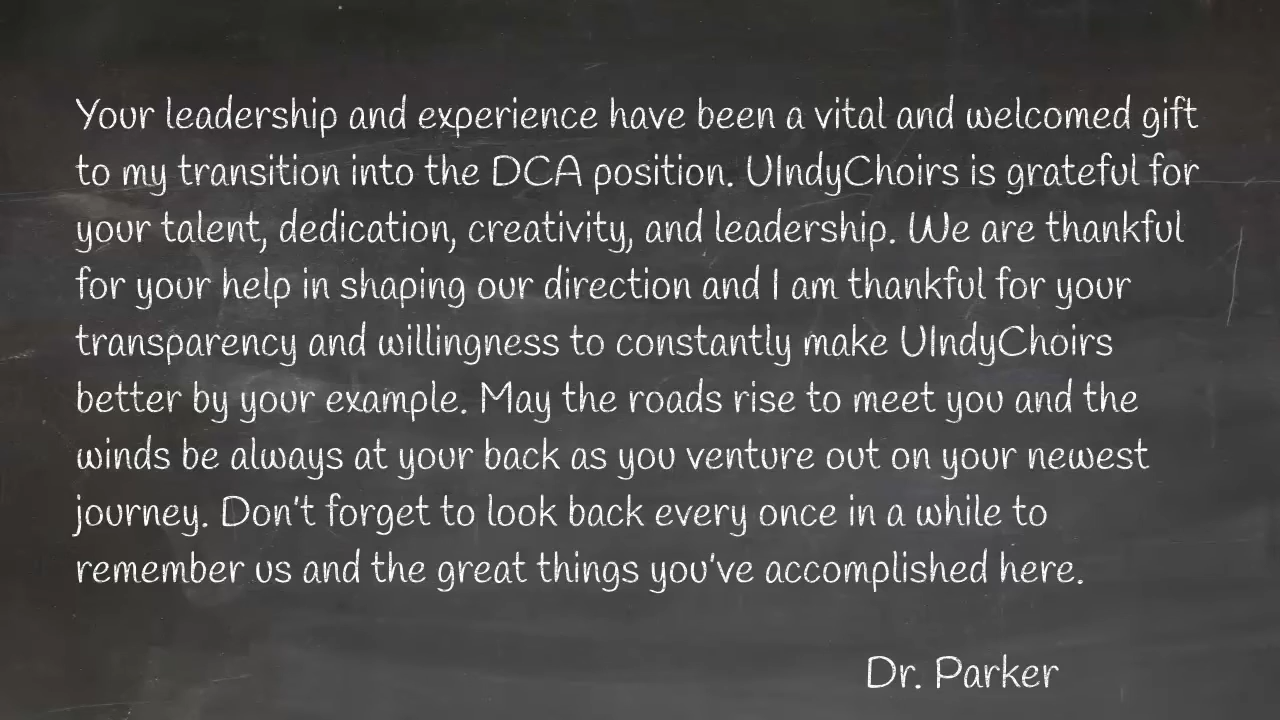 Your leadership and experience have been a vital and welcomed gift
to my transition into the DCA position. UIndyChoirs is grateful for
your talent, dedication, creativity, and leadership. We are thankful
for your help in shaping our direction and I am thankful for your
transparency and willingness to constantly make UIndyChoirs
better by your example. May the roads rise to meet you and the
winds be always at your back as you venture out on your newest
journey. Don't forget to look back every once in a while to
remember us and the great things you've accomplished here.
Dr. Parker